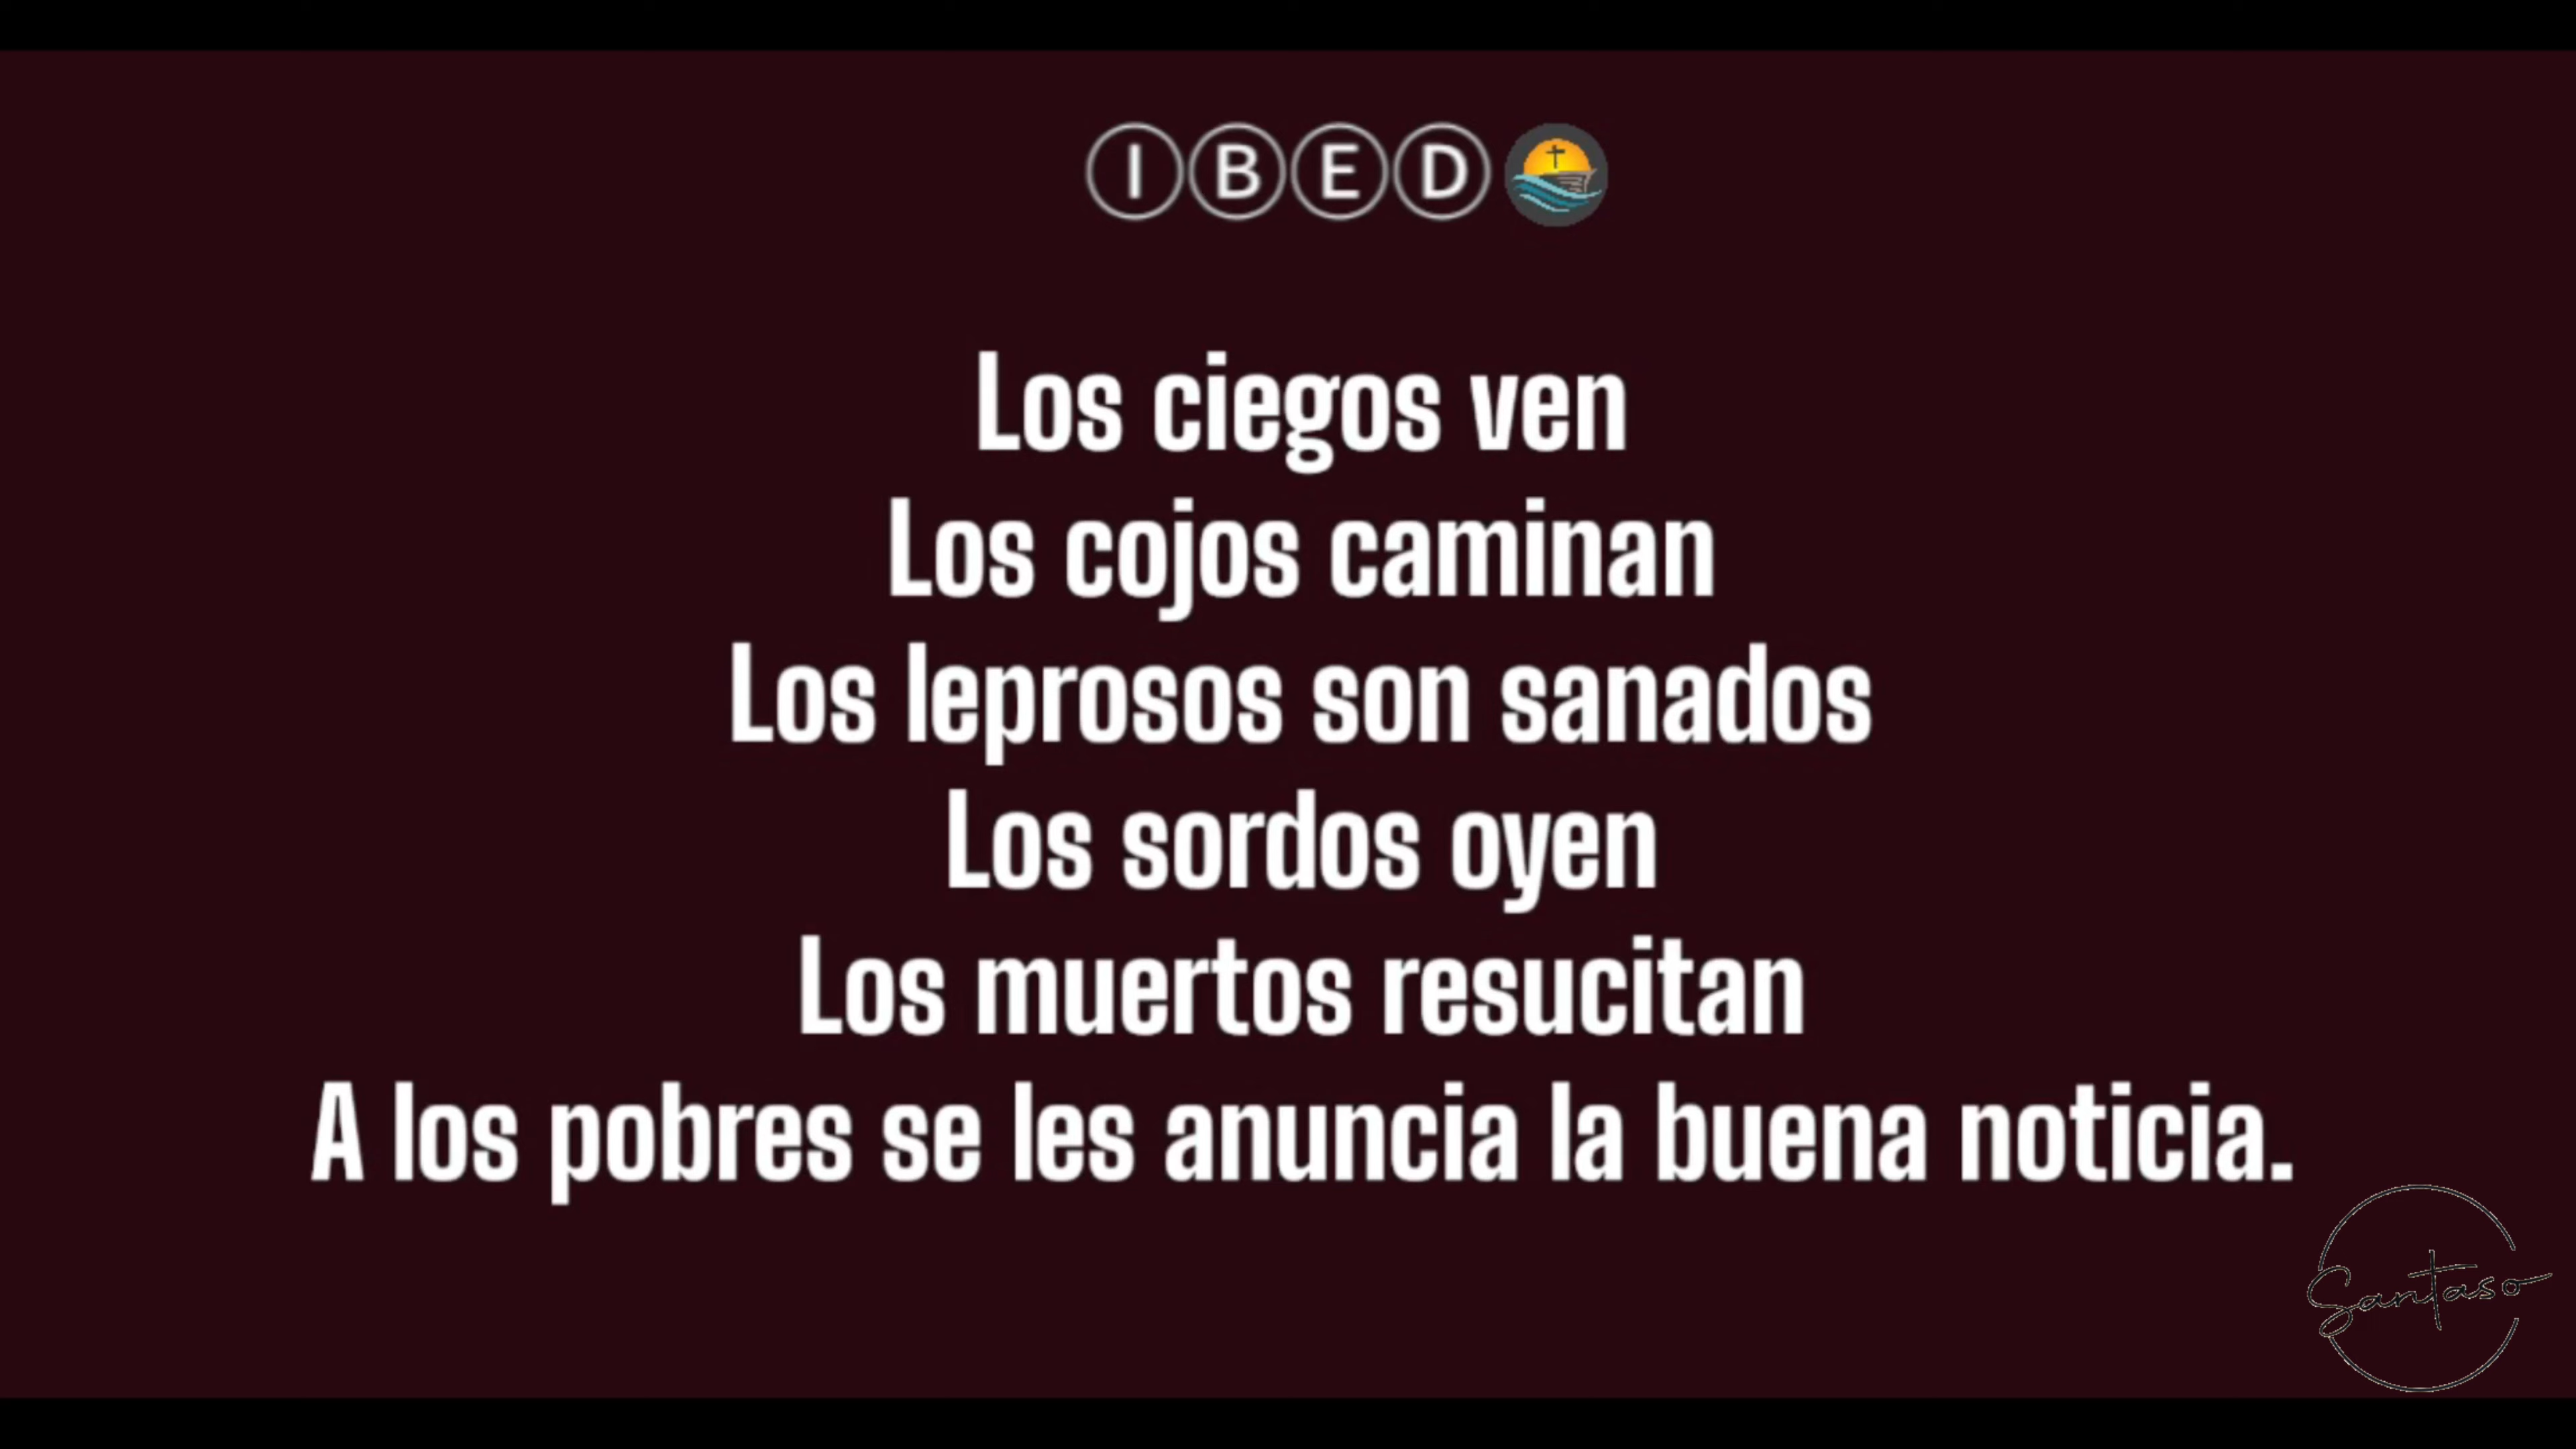 ⒾⒷⒺⒹ
Los ciegos ven
Los cojos caminan
Los leprosos son sanados
Los sordos oyen
Los muertos resucitan
A los pobres se les anuncia la buena noticia.
Santaso